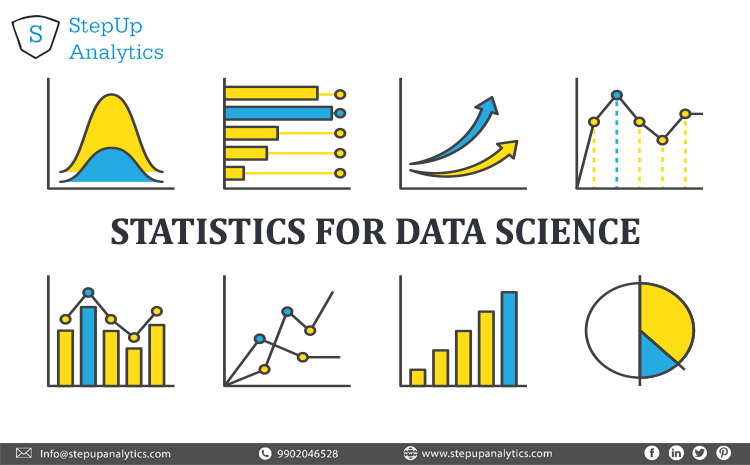 S
StepUp
Analytics
STATISTICS FOR DATA SCIENCE
Info@stepupanalytics.com
9902046528
www.stepupanalytics.com